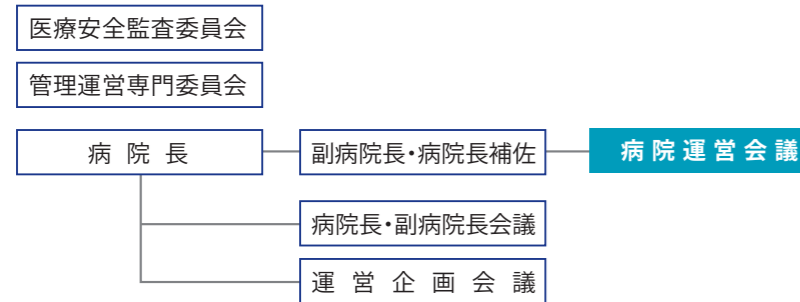 医療安全監査委員会
管理運営専門委員会
病院長
副病院長・病院長補佐
病院運営会議
病院長・副病院長会議
運営企画会議